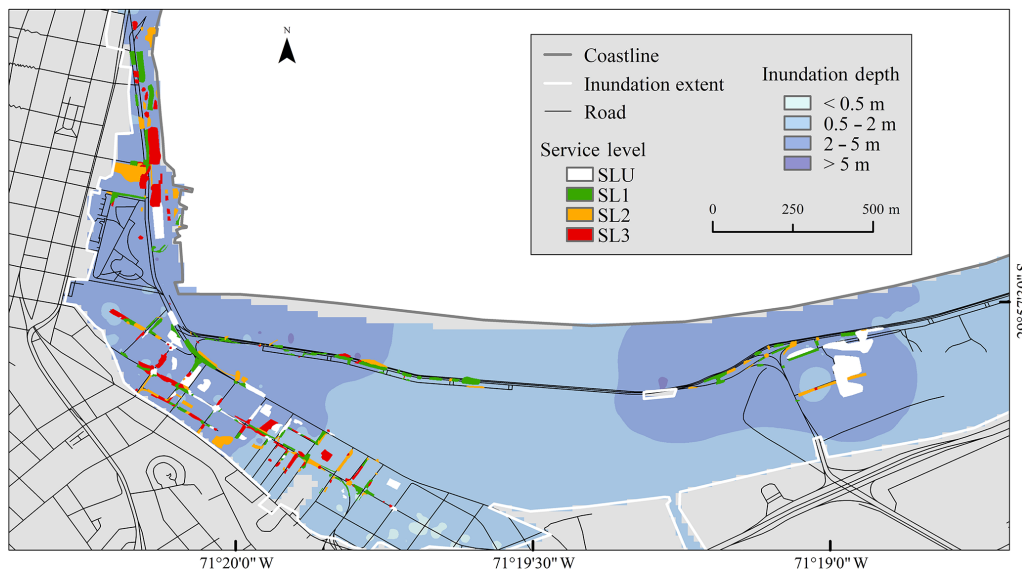 N
Coastline
Inundation extent
Road
Service level
SLU
SL1
SL2
SL3
Inundation depth
< 0.5 m
0.5 – 2 m
2 – 5 m
> 5 m
0 250 500 m
71°20'0"W 71°19'30"W 71°19'0"W